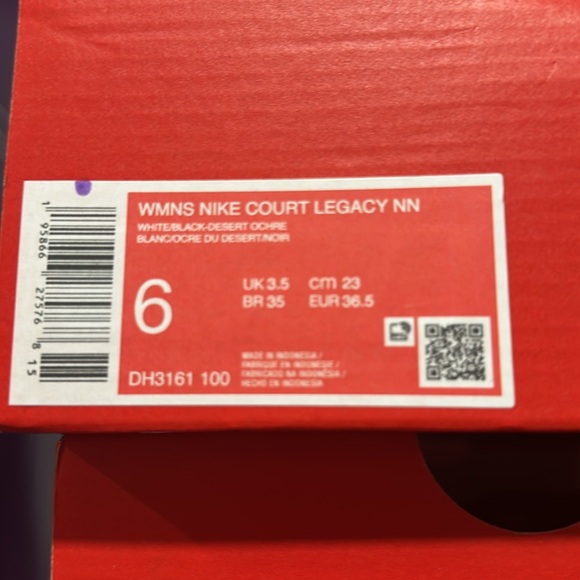 WMNS NIKE COURT LEGACY NN
WHITE/BLACK-DESERT OCHRE
BLANC/OCRE DU DESERT/NOIR
6
UK 3.5 cm 23
BR 35 EUR 36.5
DH3161 100
MADE IN INDONESIA /
FABRIQUÉ EN INDONÉSIE /
FABRICADO NA INDONÉSIA /
HECHO EN INDONESIA
1 95866 27576 8 15